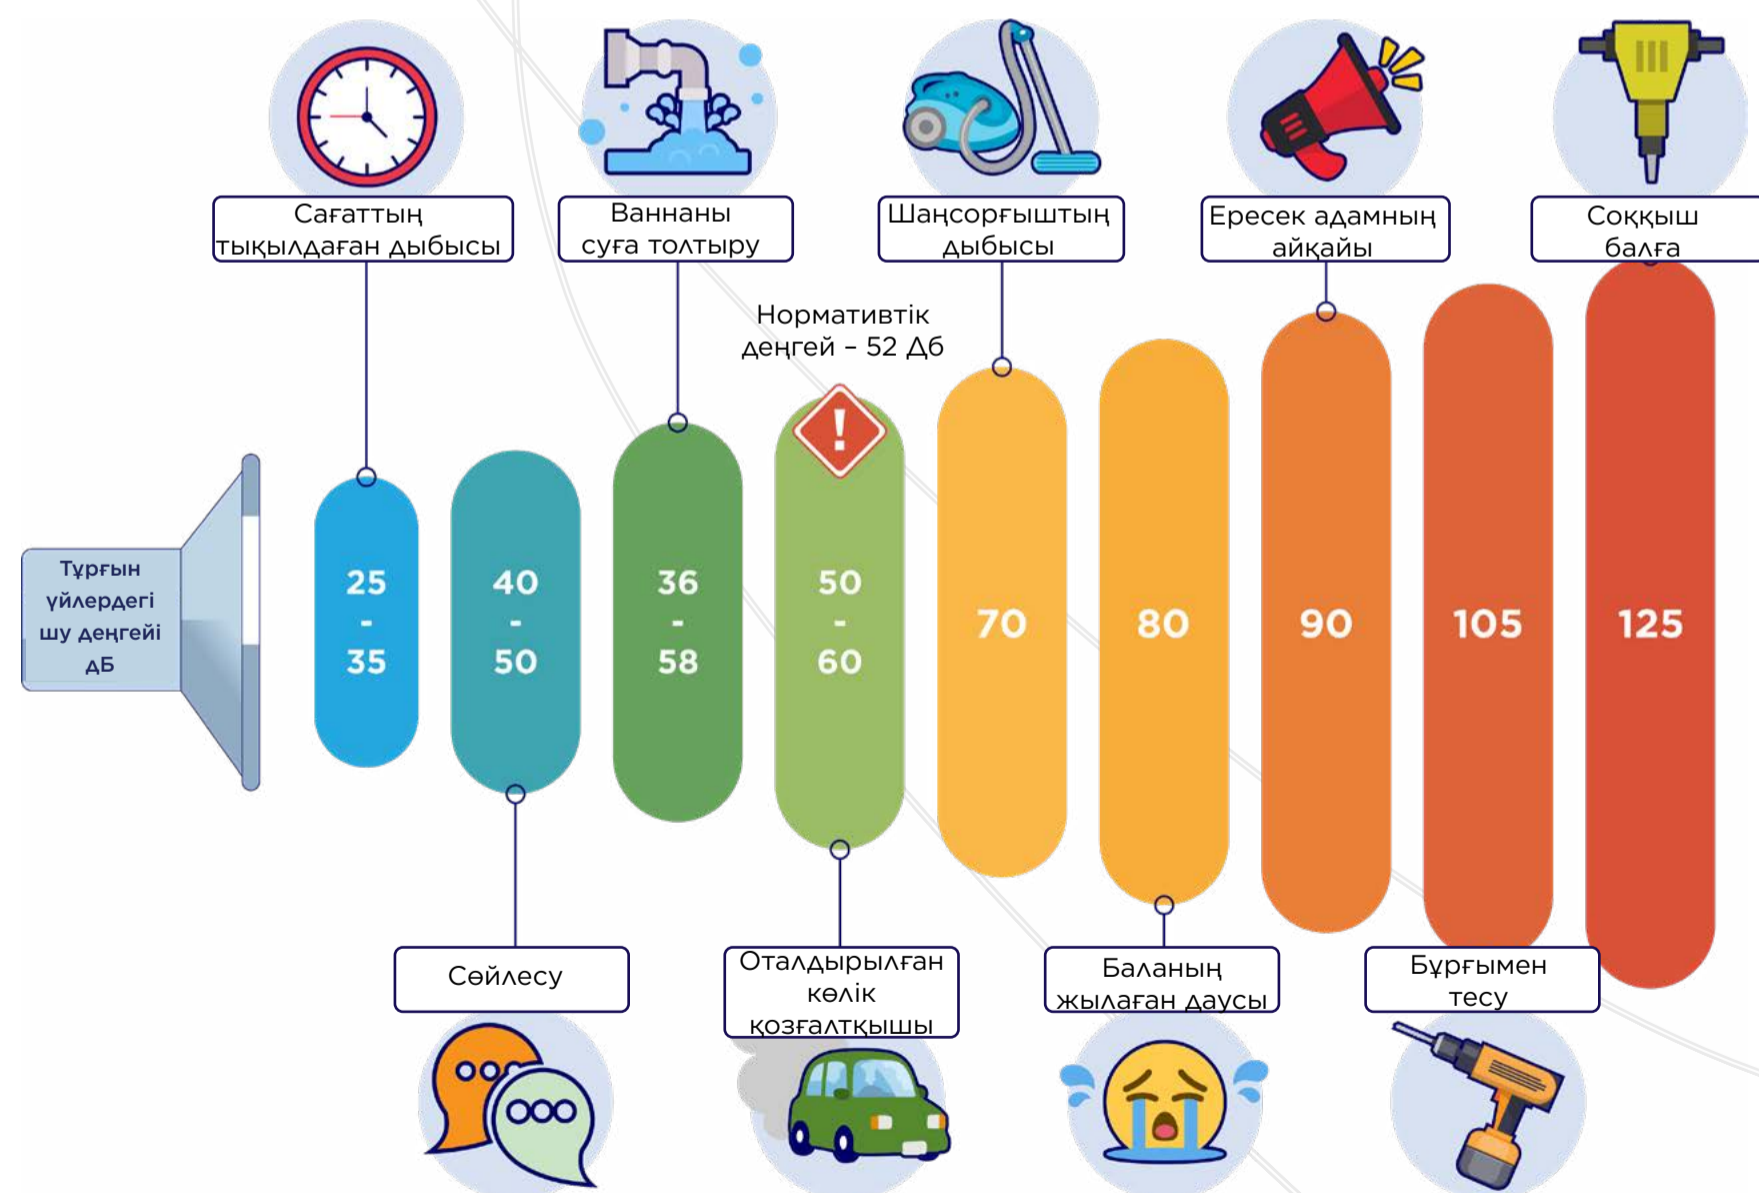 Сағаттың
тықылдаған дыбысы
Ваннаны
суға толтыру
Шаңсорғыштың
дыбысы
Ересек адамның
айқайы
Соққыш
балға
Нормативтік
деңгей – 52 Дб
!
Тұрғын
үйлердегі
шу деңгейі
дБ
25
-
35
40
-
50
36
-
58
50
-
60
70
80
90
105
125
Сөйлесу
Оталдырылған
көлік
қозғалтқышы
Баланың
жылаған даусы
Бұрғымен
тесу